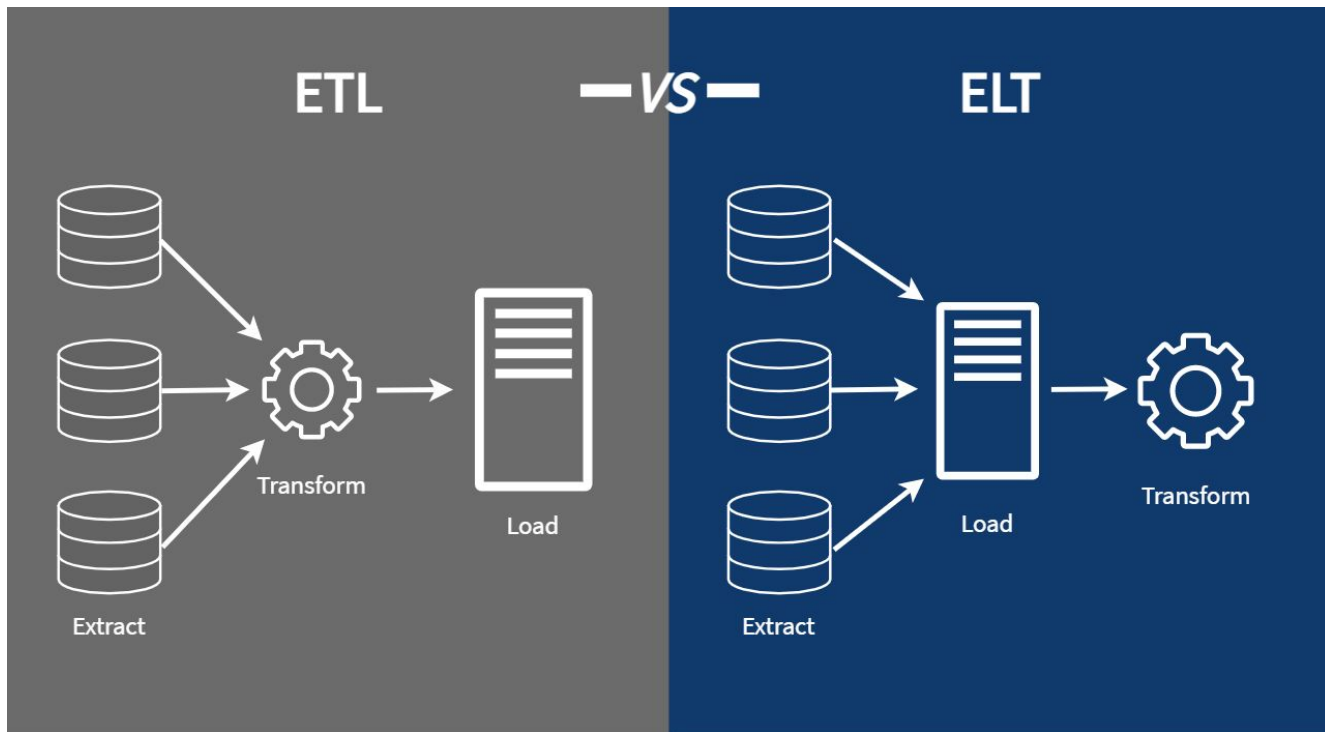 ETL
VS
ELT
Transform
Load
Extract
Load
Transform
Extract